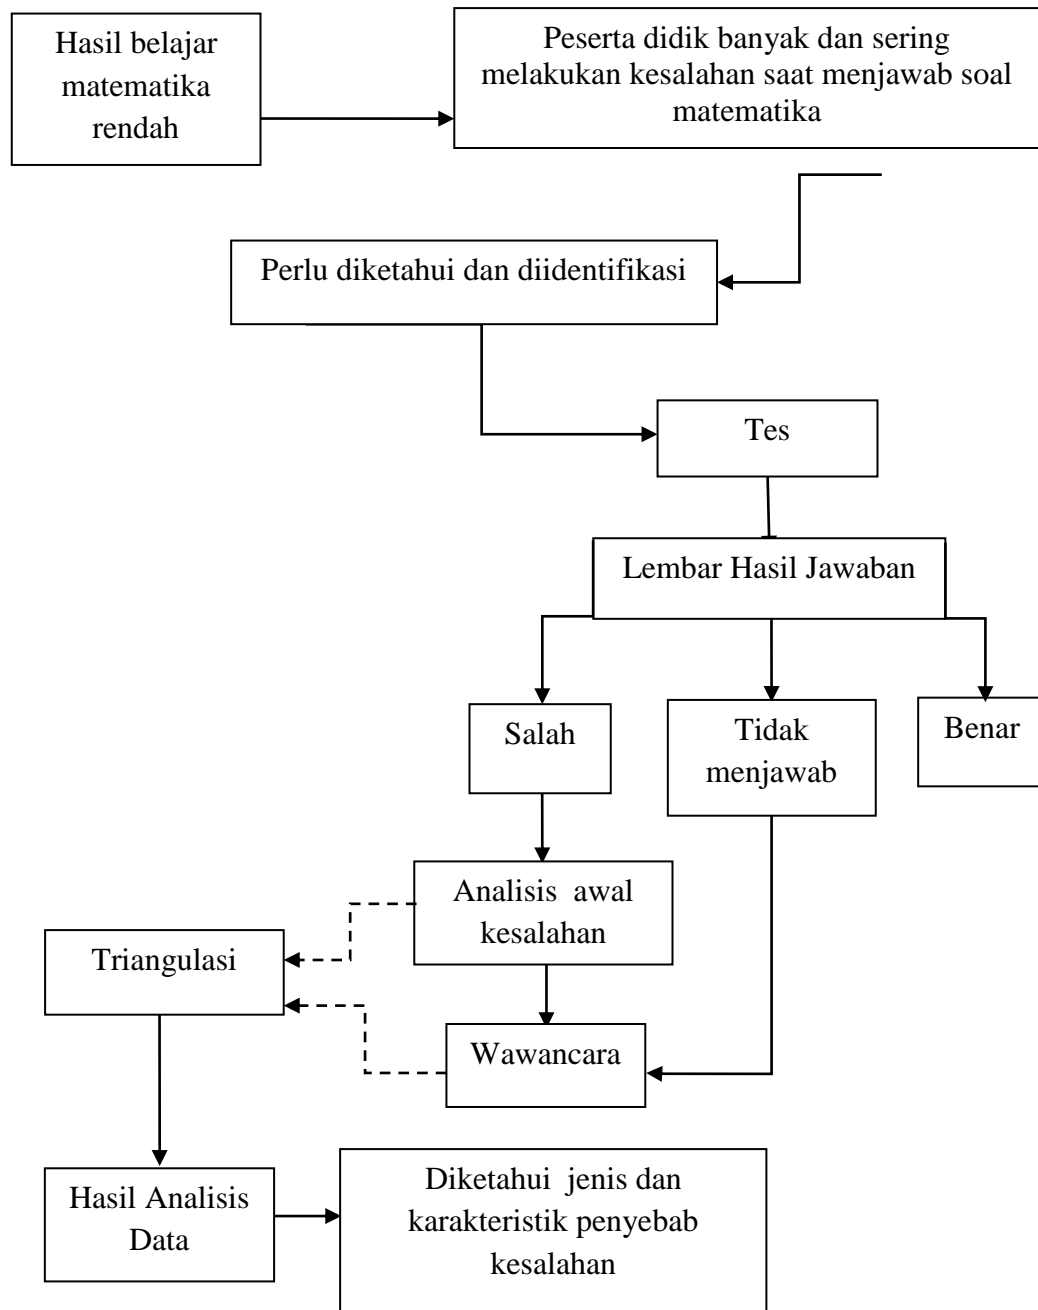 Hasil belajar
matematika
rendah
Peserta didik banyak dan sering
melakukan kesalahan saat menjawab soal
matematika
Perlu diketahui dan diidentifikasi
Tes
Lembar Hasil Jawaban
Salah
Tidak
menjawab
Benar
Analisis awal
kesalahan
Triangulasi
Wawancara
Hasil Analisis
Data
Diketahui jenis dan
karakteristik penyebab
kesalahan